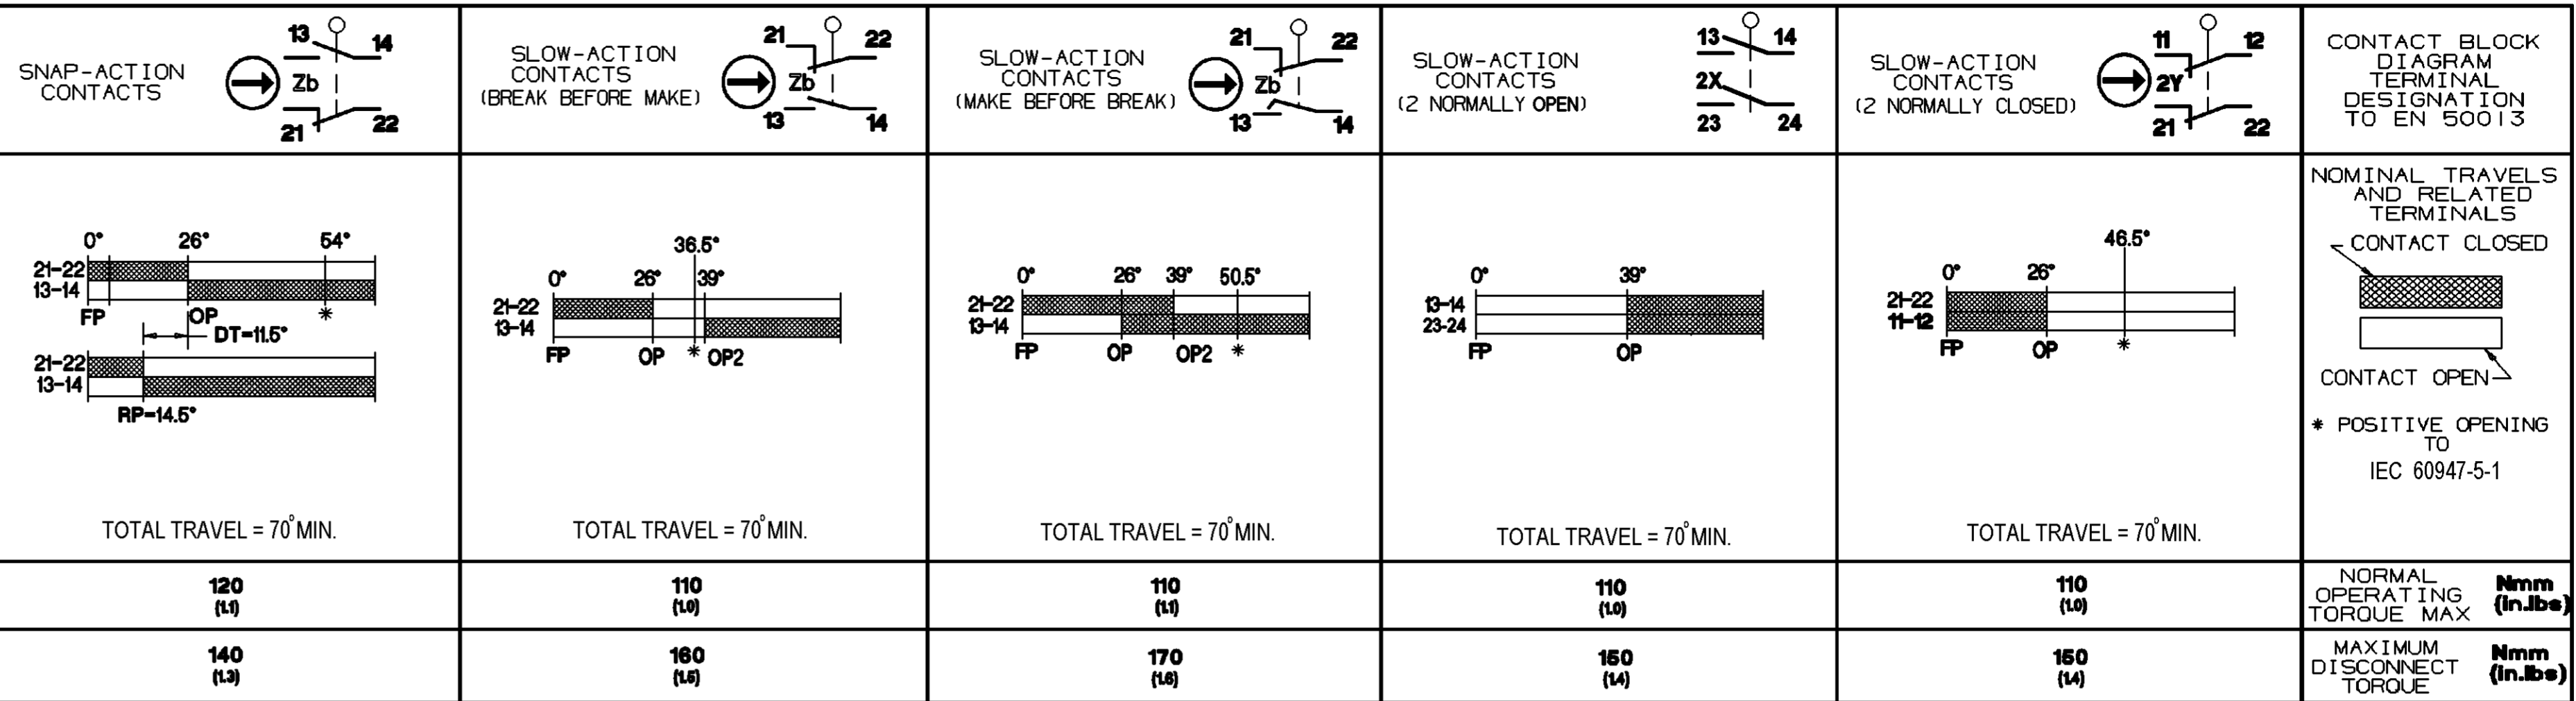 SNAP-ACTION
CONTACTS
13
14
Zb
21
22
SLOW-ACTION
CONTACTS
(BREAK BEFORE MAKE)
21
22
Zb
13
14
SLOW-ACTION
CONTACTS
(MAKE BEFORE BREAK)
21
22
Zb
13
14
SLOW-ACTION
CONTACTS
(2 NORMALLY OPEN)
13
14
2X
23
24
SLOW-ACTION
CONTACTS
(2 NORMALLY CLOSED)
11
12
2Y
21
22
CONTACT BLOCK
DIAGRAM
TERMINAL
DESIGNATION
TO EN 50013
0° 26° 54°
21-22
13-14
FP OP *
DT=11.5°
21-22
13-14
RP=14.5°
TOTAL TRAVEL = 70° MIN.
36.5°
0° 26° 39°
21-22
13-14
FP OP * OP2
TOTAL TRAVEL = 70° MIN.
0° 26° 39° 50.5°
21-22
13-14
FP OP OP2 *
TOTAL TRAVEL = 70° MIN.
0° 39°
13-14
23-24
FP OP
TOTAL TRAVEL = 70° MIN.
46.5°
0° 26°
21-22
11-12
FP OP *
TOTAL TRAVEL = 70° MIN.
NOMINAL TRAVELS
AND RELATED
TERMINALS
CONTACT CLOSED
CONTACT OPEN
* POSITIVE OPENING
TO
IEC 60947-5-1
120
(1.1)
110
(1.0)
110
(1.1)
110
(1.0)
110
(1.0)
NORMAL
OPERATING
TORQUE MAX
Nmm
(in.lbs)
140
(1.3)
160
(1.5)
170
(1.6)
150
(1.4)
150
(1.4)
MAXIMUM
DISCONNECT
TORQUE
Nmm
(in.lbs)